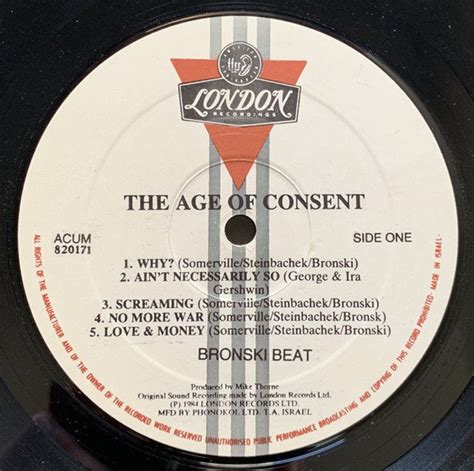 ffrr
LONDON
RECORDINGS
THE AGE OF CONSENT
ACUM
820171
SIDE ONE
1. WHY? (Somerville/Steinbachek/Bronski)
2. AIN'T NECESSARILY SO (George & Ira
Gershwin)
3. SCREAMING (Somerville/Steinbachek/Bronski)
4. NO MORE WAR (Somerville/Steinbachek/Bronsk)
5. LOVE & MONEY (Somerville/Steinbachek/Bronski)
BRONSKI BEAT
Produced by Mike Thorne
Original Sound Recording made by London Records Ltd.
(P) 1984 LONDON RECORDS LTD.
MFD BY PHONOKOL LTD. T.A. ISRAEL
ALL RIGHTS OF THE MANUFACTURER AND OF THE OWNER OF THE RECORDED WORK RESERVED UNAUTHORISED PUBLIC PERFORMANCE BROADCASTING AND COPYING OF THIS RECORD PROHIBITED· MADE IN ISRAEL·